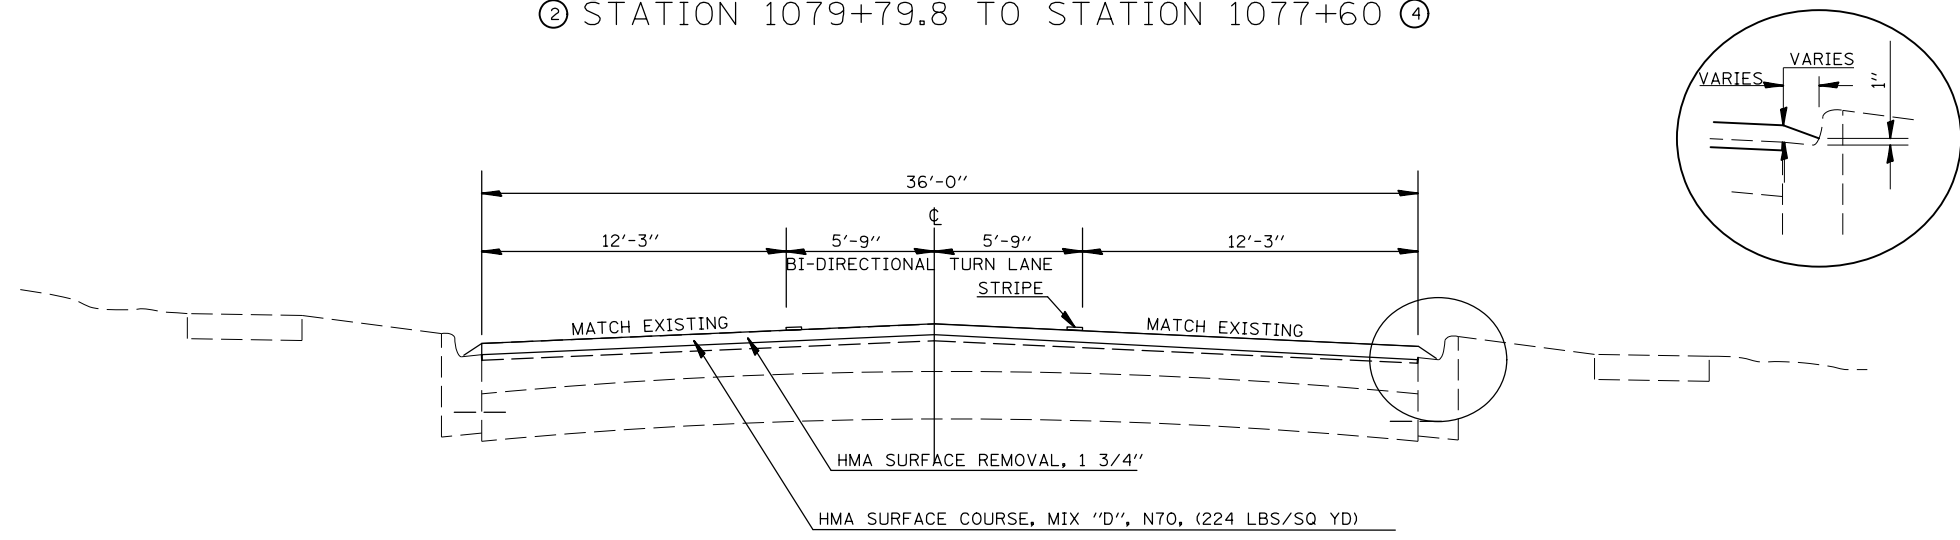 2 STATION 1079+79.8 TO STATION 1077+60 4
VARIES
VARIES
1"
36'-0"
℄
12'-3" 5'-9" 5'-9" 12'-3"
BI-DIRECTIONAL TURN LANE
STRIPE
MATCH EXISTING MATCH EXISTING
HMA SURFACE REMOVAL, 1 3/4"
HMA SURFACE COURSE, MIX "D", N70, (224 LBS/SQ YD)